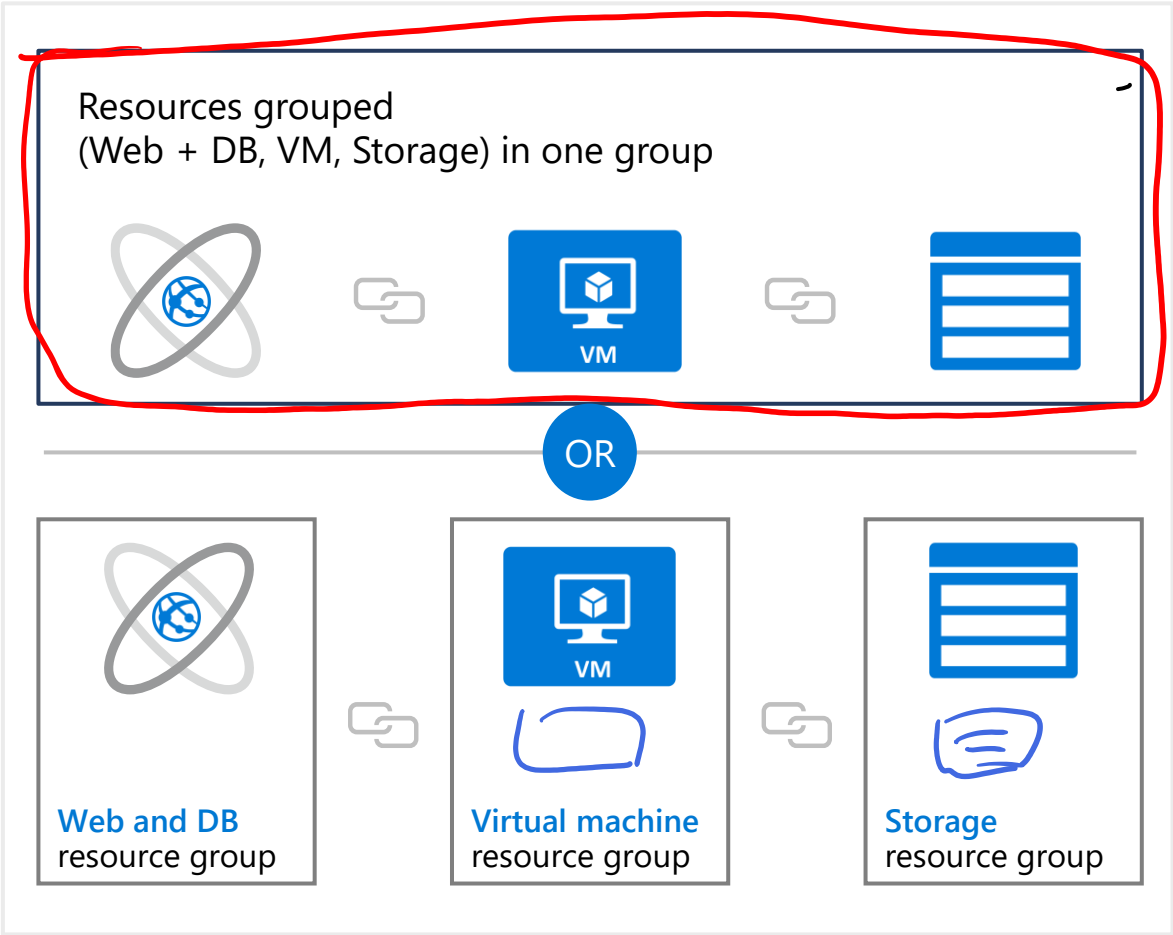 Resources grouped
(Web + DB, VM, Storage) in one group
VM
OR
VM
Web and DB
resource group
Virtual machine
resource group
Storage
resource group